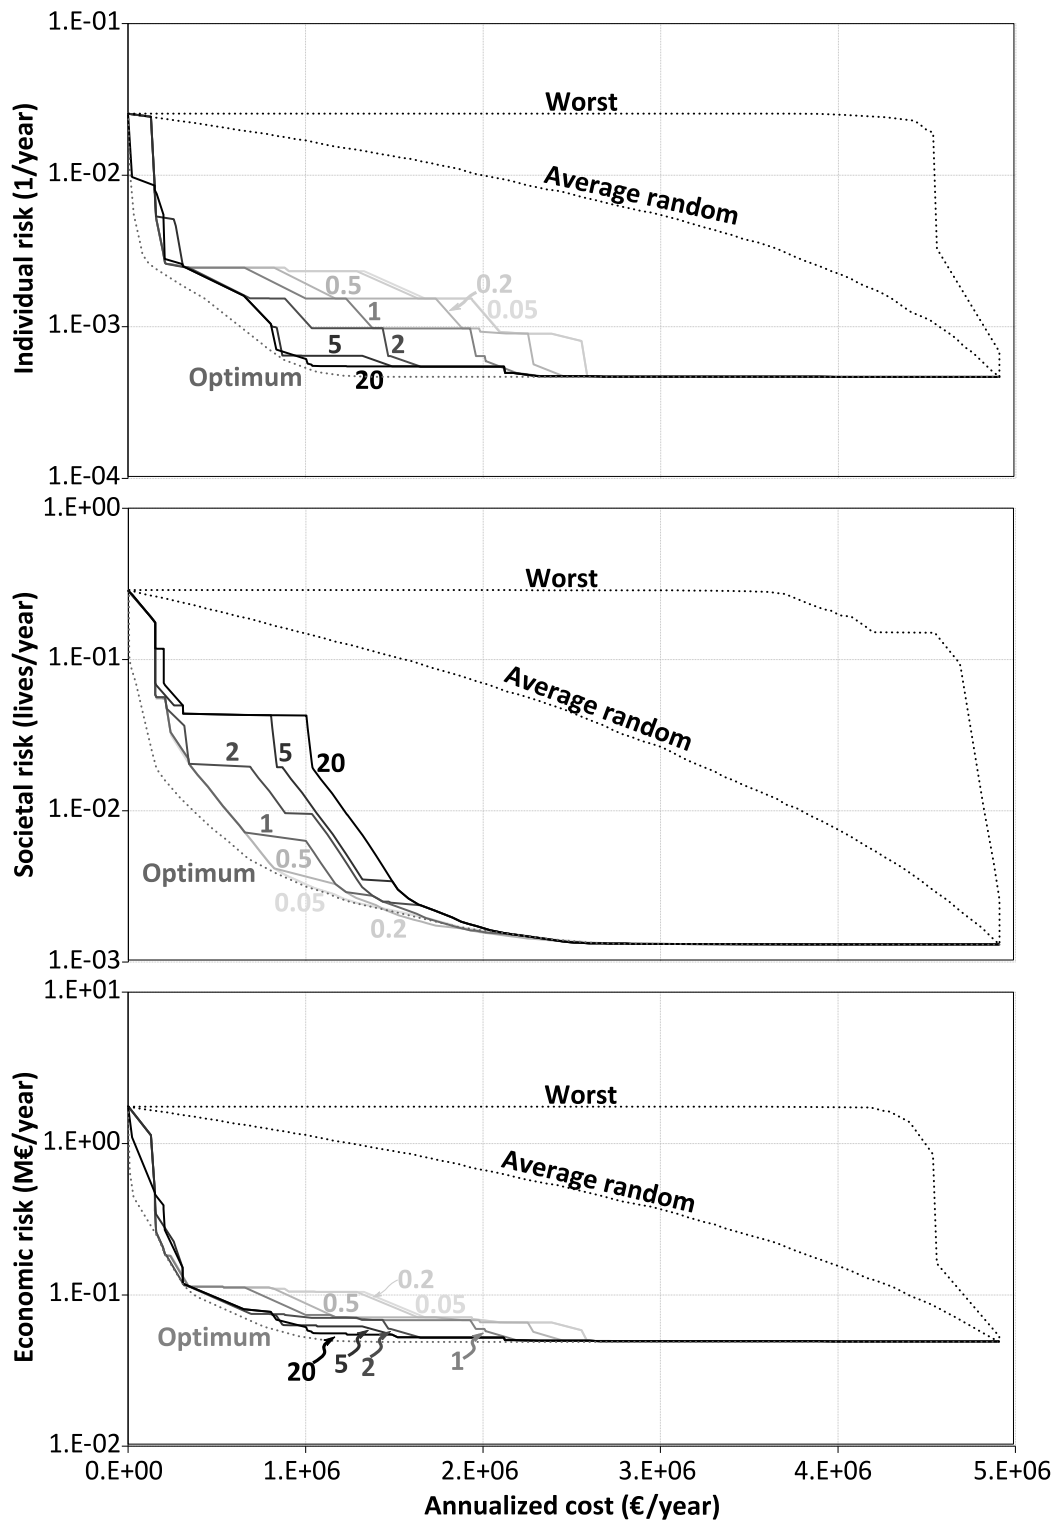 1.E-01
Worst
1.E-02
Average random
0.5
0.2
0.05
1
1.E-03
5
2
Optimum
20
1.E-04
Individual risk (1/year)
1.E+00
Worst
1.E-01
Average random
2
5
20
1.E-02
1
0.5
Optimum
0.05
0.2
1.E-03
Societal risk (lives/year)
1.E+01
Worst
1.E+00
Average random
0.2
1.E-01
0.5
0.05
Optimum
20
5
2
1
1.E-02
Economic risk (M€/year)
0.E+00 1.E+06 2.E+06 3.E+06 4.E+06 5.E+06
Annualized cost (€/year)